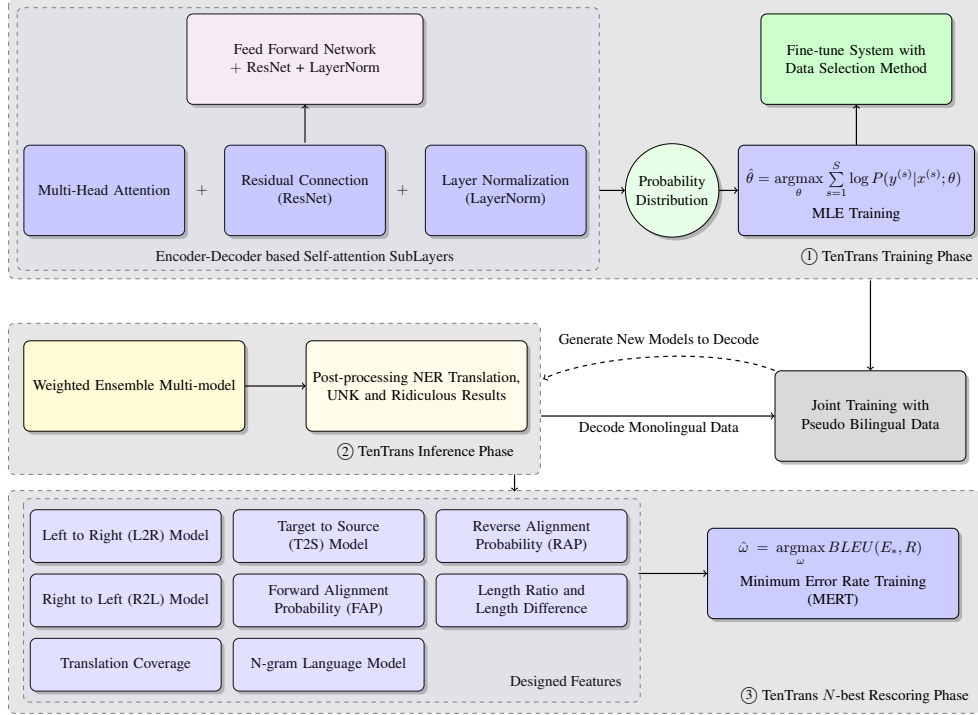 Feed Forward Network
+ ResNet + LayerNorm
Fine-tune System with
Data Selection Method
Multi-Head Attention
+
Residual Connection
(ResNet)
+
Layer Normalization
(LayerNorm)
Probability
Distribution
θ̂ = argmax_θ ∑_{s=1}^{S} log P(y^{(s)}|x^{(s)}; θ)
MLE Training
Encoder-Decoder based Self-attention SubLayers
① TenTrans Training Phase
Weighted Ensemble Multi-model
Post-processing NER Translation,
UNK and Ridiculous Results
② TenTrans Inference Phase
Generate New Models to Decode
Decode Monolingual Data
Joint Training with
Pseudo Bilingual Data
Left to Right (L2R) Model
Target to Source
(T2S) Model
Reverse Alignment
Probability (RAP)
Right to Left (R2L) Model
Forward Alignment
Probability (FAP)
Length Ratio and
Length Difference
Translation Coverage
N-gram Language Model
Designed Features
ω̂ = argmax_ω BLEU(E_*, R)
Minimum Error Rate Training
(MERT)
③ TenTrans N-best Rescoring Phase